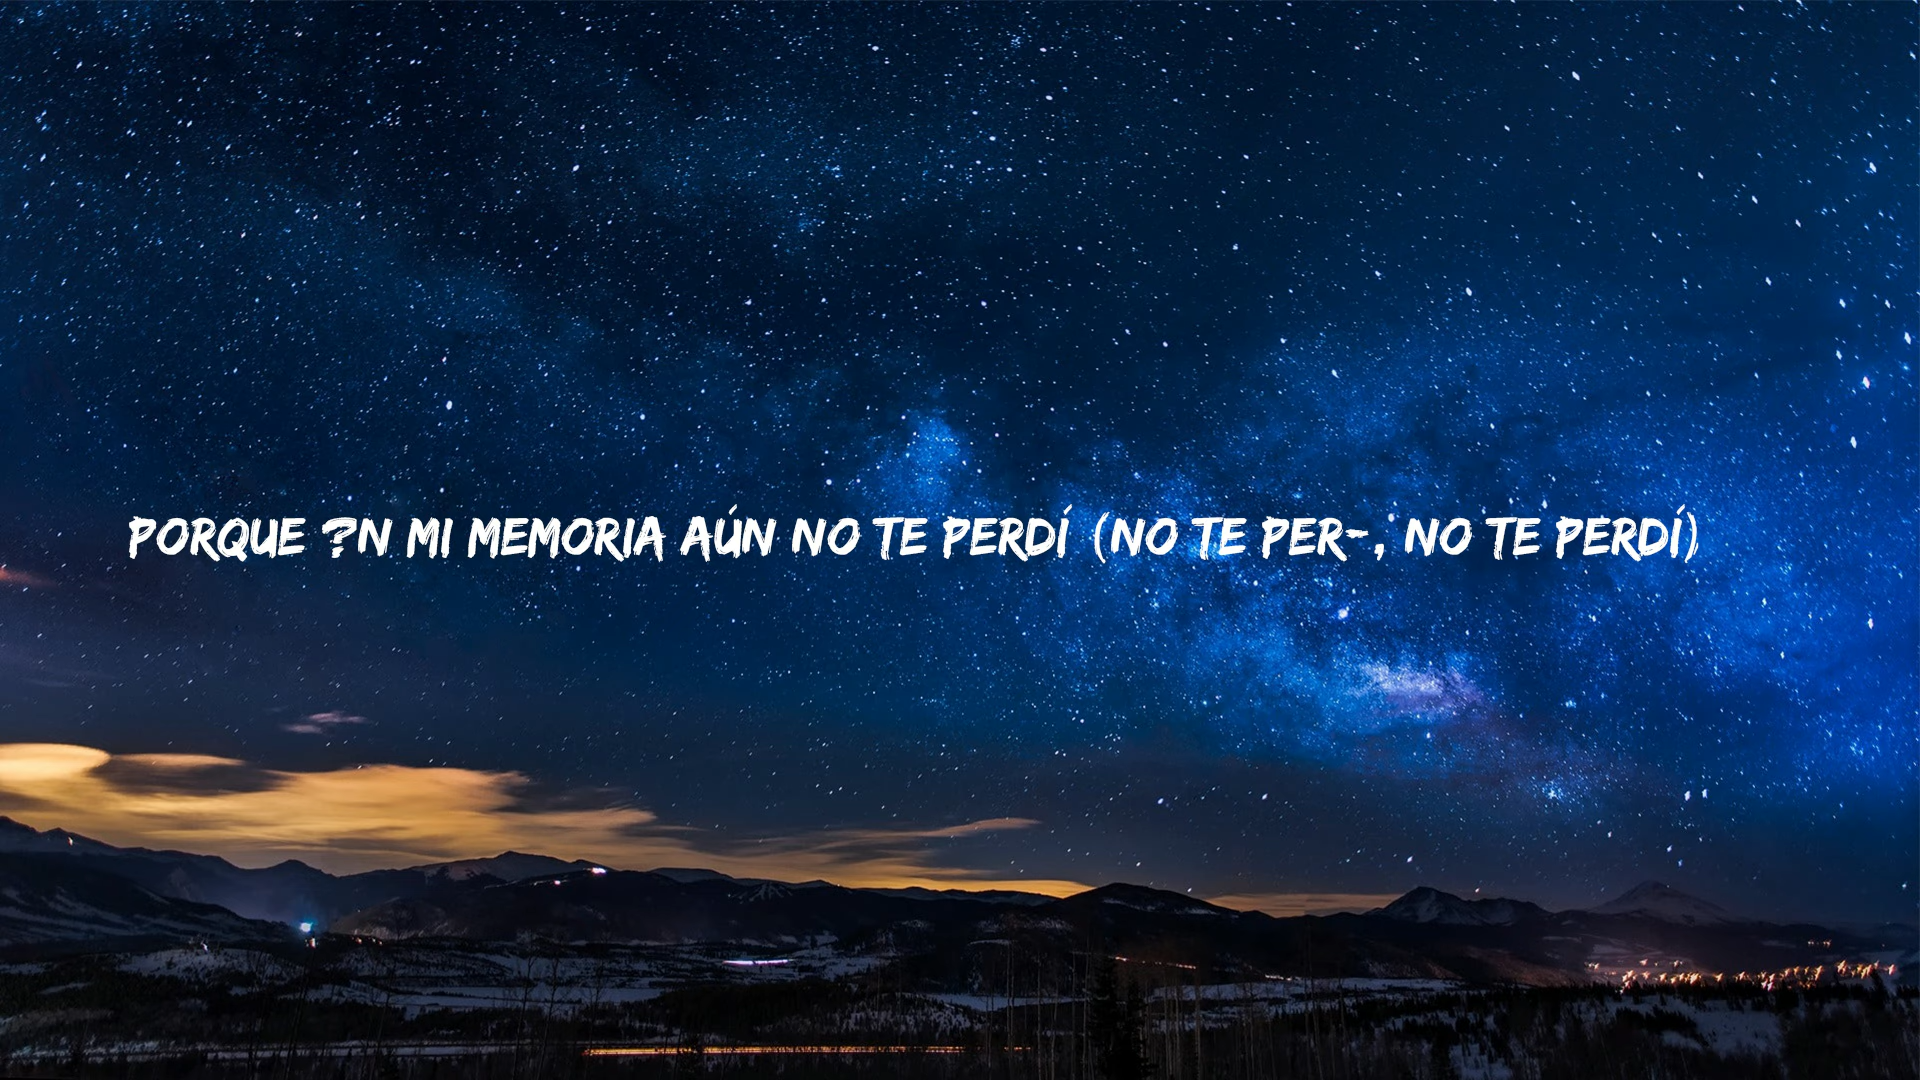 PORQUE ?N MI MEMORIA AÚN NO TE PERDÍ (NO TE PER-, NO TE PERDÍ)